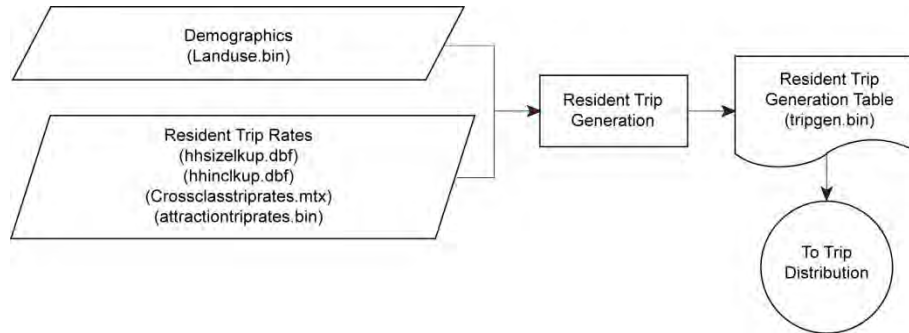 Demographics
(Landuse.bin)
Resident Trip Rates
(hhsizelkup.dbf)
(hhinclkup.dbf)
(Crossclasstriprates.mtx)
(attractiontriprates.bin)
Resident Trip
Generation
Resident Trip
Generation Table
(tripgen.bin)
To Trip
Distribution